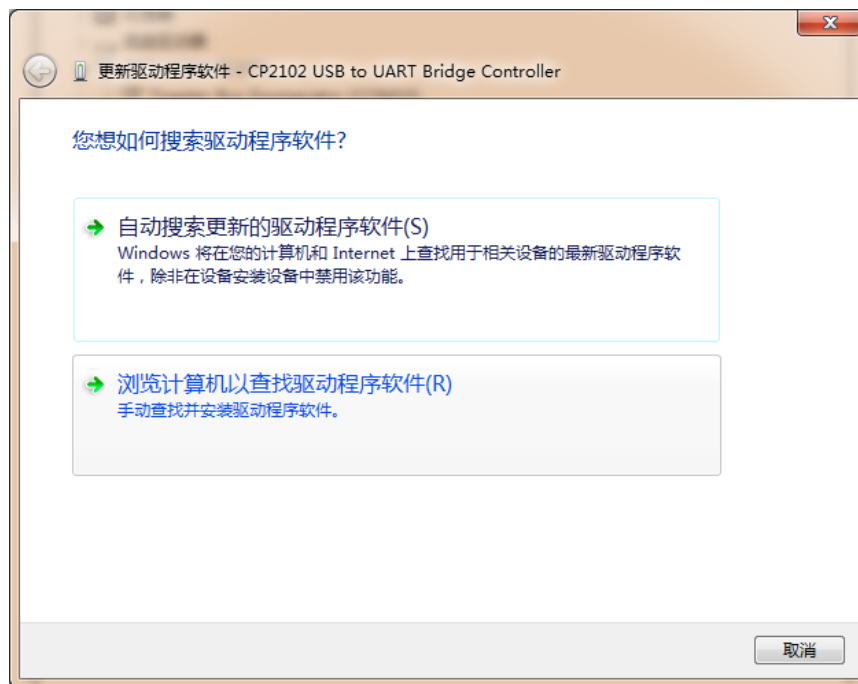 更新驱动程序软件 - CP2102 USB to UART Bridge Controller
您想如何搜索驱动程序软件?
自动搜索更新的驱动程序软件(S)
Windows 将在您的计算机和 Internet 上查找用于相关设备的最新驱动程序软
件，除非在设备安装设备中禁用该功能。
浏览计算机以查找驱动程序软件(R)
手动查找并安装驱动程序软件。
取消